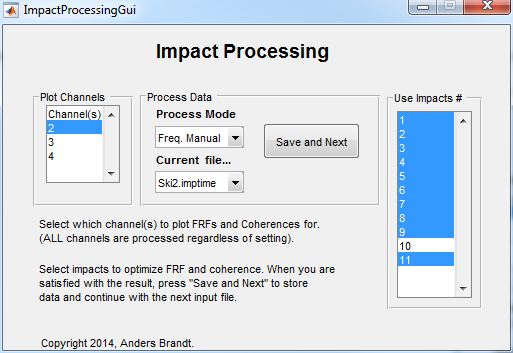 ImpactProcessingGui
Impact Processing
Plot Channels
Channel(s)
2
3
4
Process Data
Process Mode
Freq. Manual
Current file...
Ski2.imptime
Save and Next
Use Impacts #
1
2
3
4
5
6
7
8
9
10
11
Select which channel(s) to plot FRFs and Coherences for.
(ALL channels are processed regardless of setting).
Select impacts to optimize FRF and coherence. When you are
satisfied with the result, press "Save and Next" to store
data and continue with the next input file.
Copyright 2014, Anders Brandt.